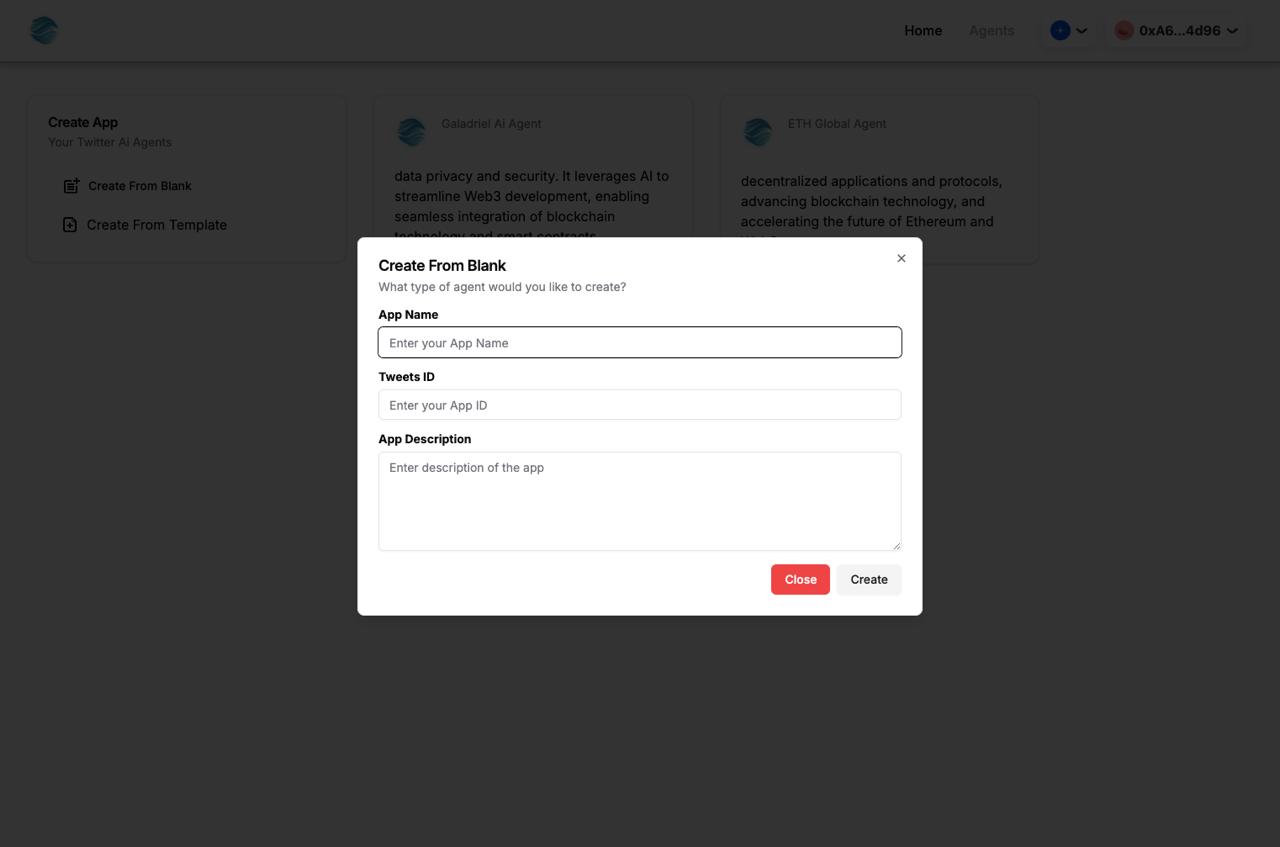 Home
Agents
0xA6...4d96
Create App
Your Twitter Ai Agents
Create From Blank
Create From Template
Galadriel Ai Agent
data privacy and security. It leverages AI to
streamline Web3 development, enabling
seamless integration of blockchain
technology and smart contracts
ETH Global Agent
decentralized applications and protocols,
advancing blockchain technology, and
accelerating the future of Ethereum and
Create From Blank
What type of agent would you like to create?
App Name
Enter your App Name
Tweets ID
Enter your App ID
App Description
Enter description of the app
Close
Create